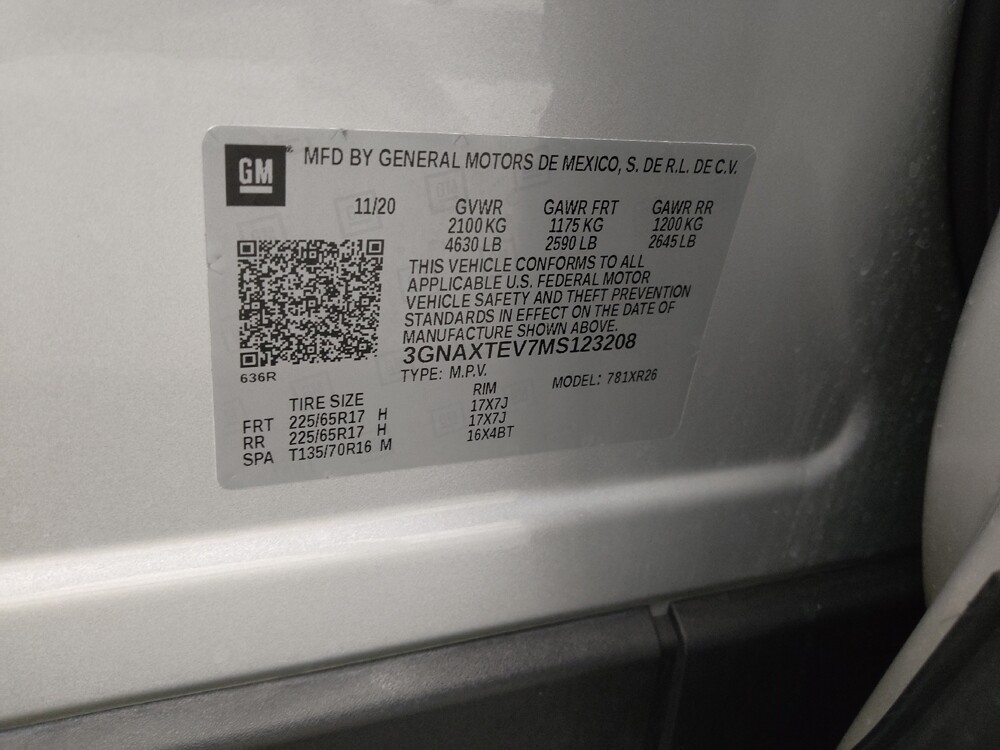 GM
MFD BY GENERAL MOTORS DE MEXICO, S. DE R.L. DE C.V.
11/20 GVWR GAWR FRT GAWR RR
2100 KG 1175 KG 1200 KG
4630 LB 2590 LB 2645 LB
THIS VEHICLE CONFORMS TO ALL
APPLICABLE U.S. FEDERAL MOTOR
VEHICLE SAFETY AND THEFT PREVENTION
STANDARDS IN EFFECT ON THE DATE OF
MANUFACTURE SHOWN ABOVE.
3GNAXTEV7MS123208
636R
TYPE: M.P.V. MODEL: 781XR26
TIRE SIZE RIM
FRT 225/65R17 H 17X7J
RR 225/65R17 H 17X7J
SPA T135/70R16 M 16X4BT